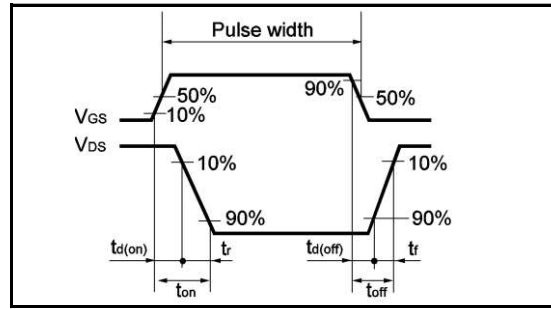 Pulse width
90%
50%
50%
VGS
10%
VDS
10%
10%
90%
90%
td(on)
tr
td(off)
tf
ton
toff